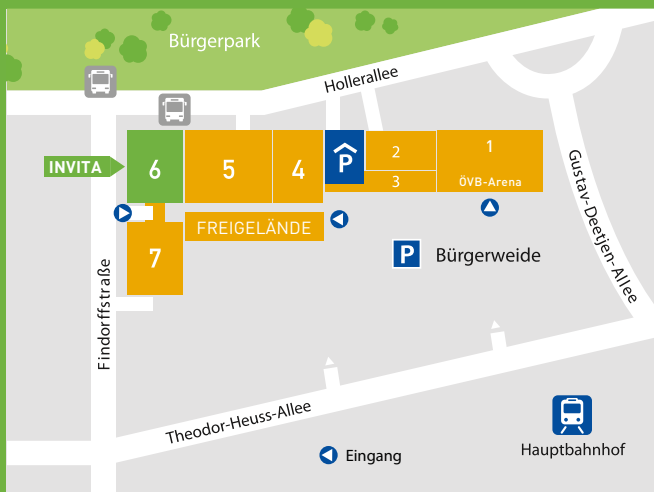 Bürgerpark
Hollerallee
INVITA
6
5
4
P
2
1
3
ÖVB-Arena
Gustav-Deetjen-Allee
FREIGELÄNDE
7
P
Bürgerweide
Findorffstraße
Theodor-Heuss-Allee
Eingang
Hauptbahnhof